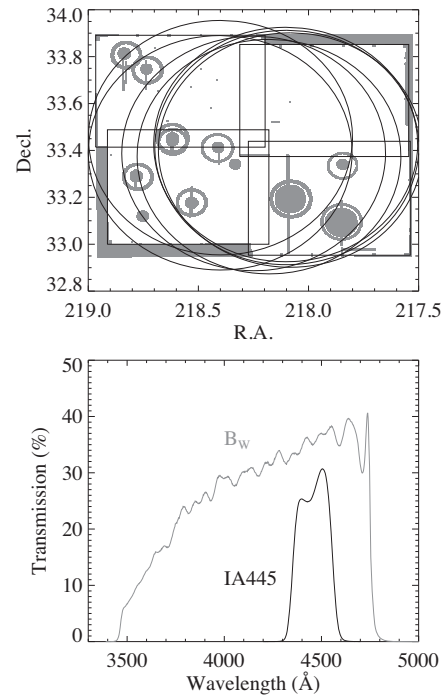 34.0
33.8
33.6
33.4
33.2
33.0
32.8
Decl.
219.0 218.5 218.0 217.5
R.A.
50
40
30
20
10
0
Transmission (%)
B_W
IA445
3500 4000 4500 5000
Wavelength (Å)